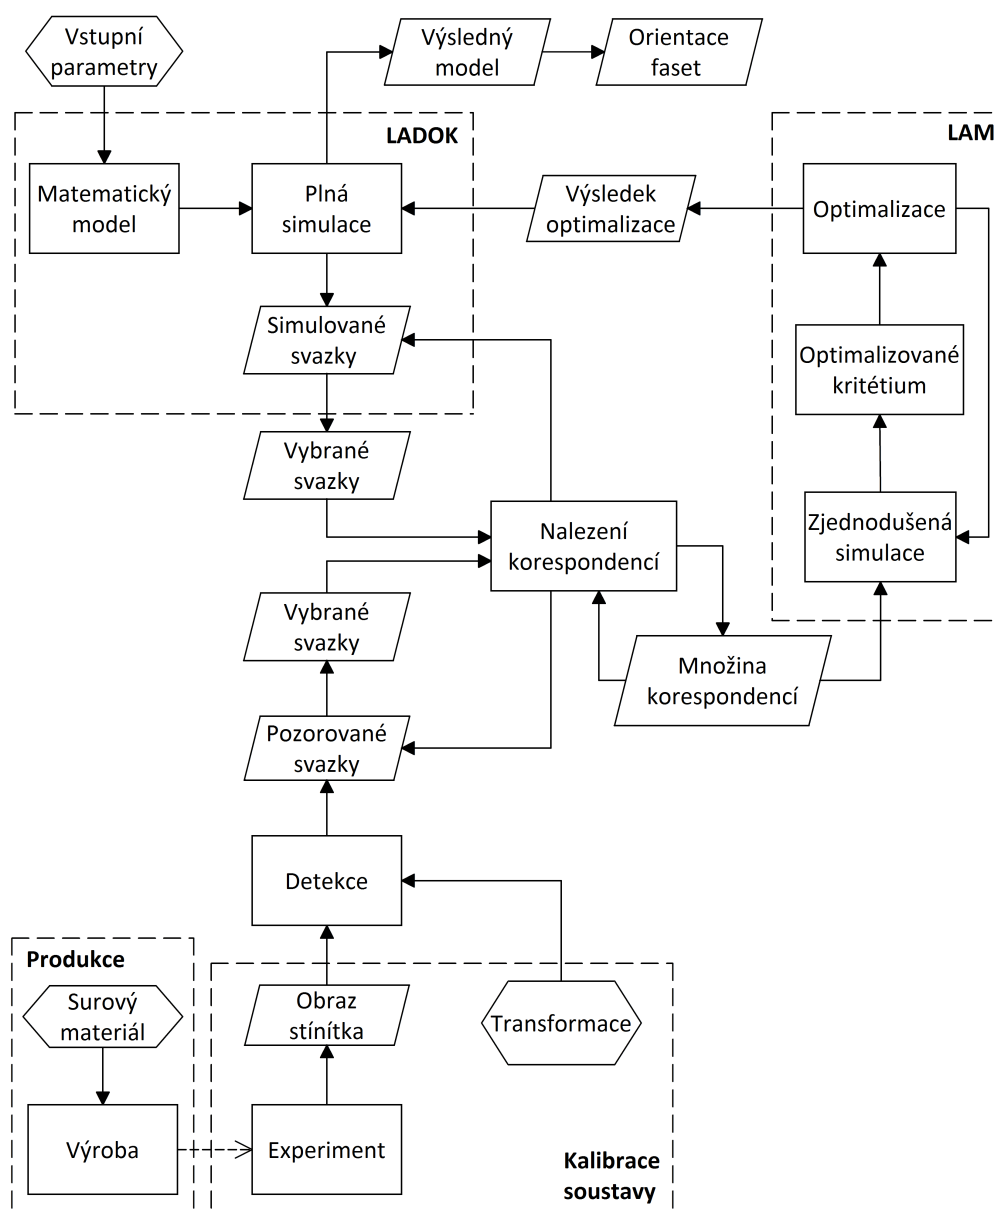 Vstupní
parametry
Výsledný
model
Orientace
faset
LADOK
LAM
Matematický
model
Plná
simulace
Výsledek
optimalizace
Optimalizace
Simulované
svazky
Optimalizované
kritétium
Vybrané
svazky
Nalezení
korespondencí
Zjednodušená
simulace
Vybrané
svazky
Množina
korespondencí
Pozorované
svazky
Detekce
Produkce
Surový
materiál
Obraz
stínítka
Transformace
Výroba
Experiment
Kalibrace
soustavy